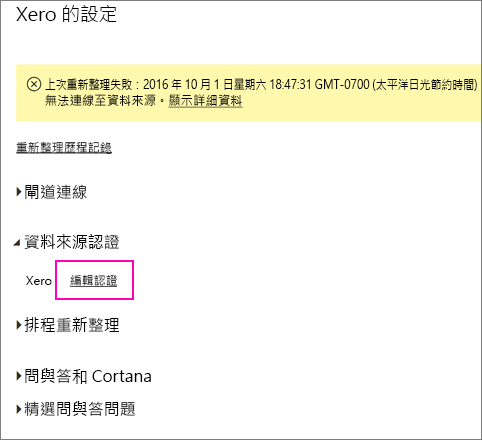 Xero 的設定
上次重新整理失敗：2016 年 10 月 1 日星期六 18:47:31 GMT-0700 (太平洋日光節約時間)
無法連線至資料來源。顯示詳細資料
重新整理歷程記錄
閘道連線
資料來源認證
Xero 編輯認證
排程重新整理
問與答和 Cortana
精選問與答問題